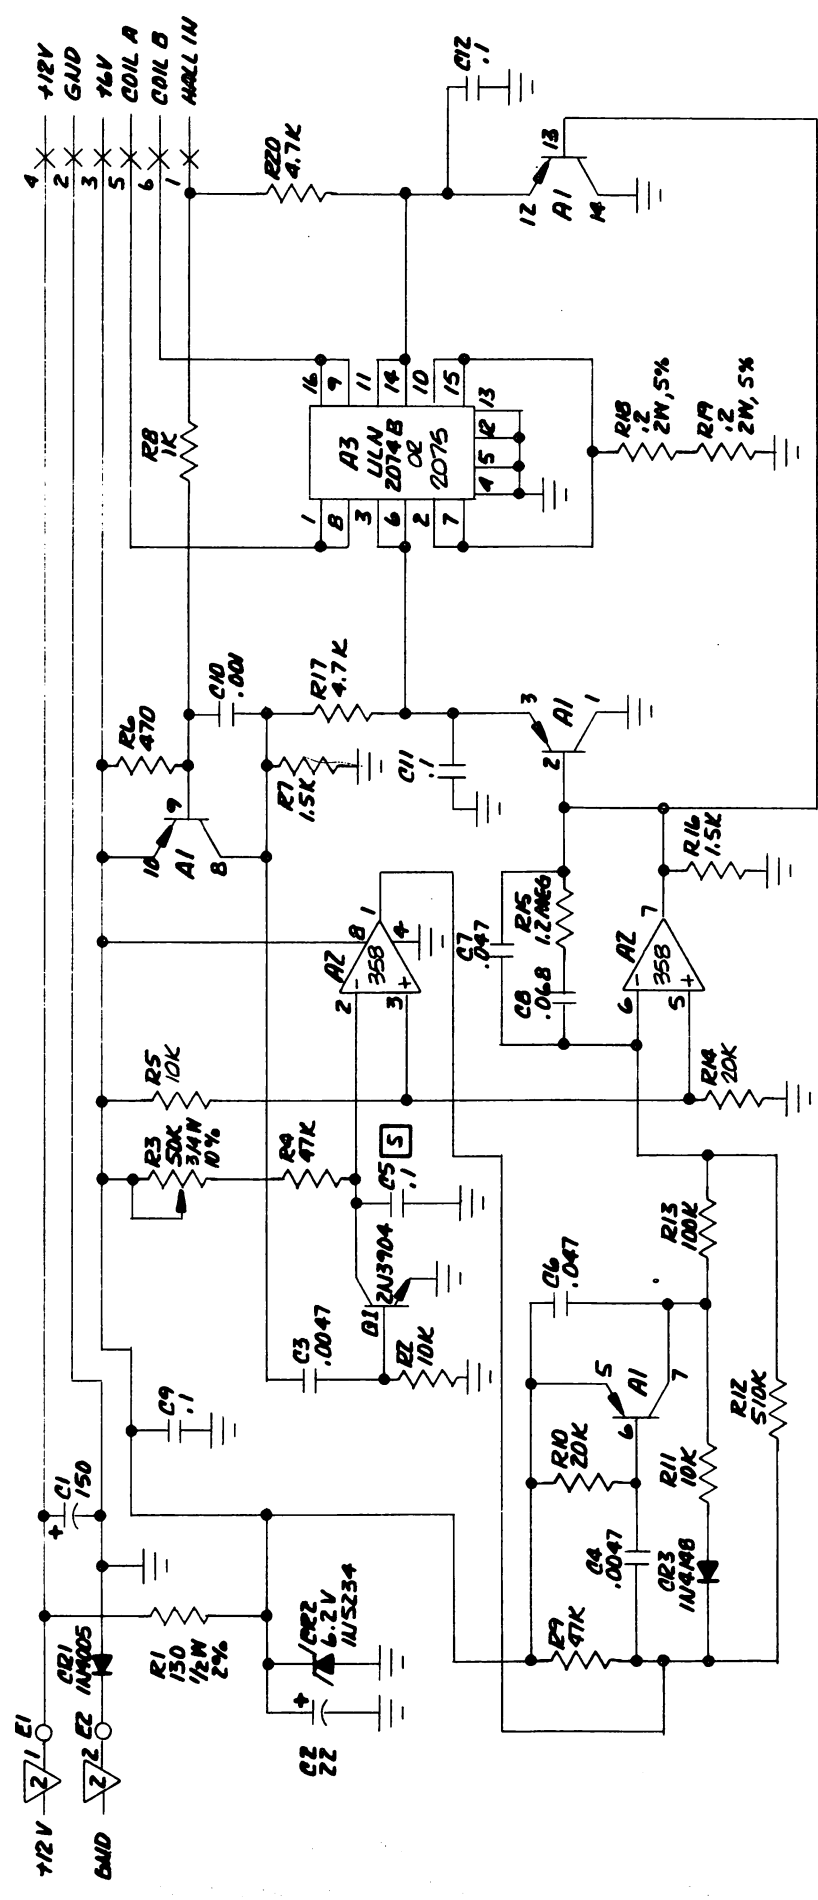 +12V
GND
+6V
COIL A
COIL B
HALL IN
4
2
3
5
6
1
R20
4.7K
C12
.1
13
12
A1
14
R8
1K
16
9
11
14
10
15
A3
ULN
2074B
OR
2075
13
12
5
4
1
8
3
6
2
7
R18
.2
2W, 5%
R19
.2
2W, 5%
R6
470
C10
.001
R17
4.7K
10
9
A1
8
R7
1.5K
C11
.1
3
A1
2
1
A2
8
1
358
4
2
-
3
+
C7
.047
R15
1.2MEG
C8
.068
A2
7
358
6
-
5
+
R16
1.5K
R5
10K
R14
20K
R3
50K
3/4W
10%
R4
47K
C5
.1
5
Q1
2N3904
C3
.0047
R2
10K
R13
100K
C6
.047
5
A1
6
7
R10
20K
R11
10K
R12
510K
C9
.1
C1
150
+
C4
.0047
CR3
1N4148
R9
47K
CR1
1N4005
R1
130
1/2W
2%
CR2
6.2V
1N5234
C2
22
+
+12V
2
1
E1
GND
2
2
E2